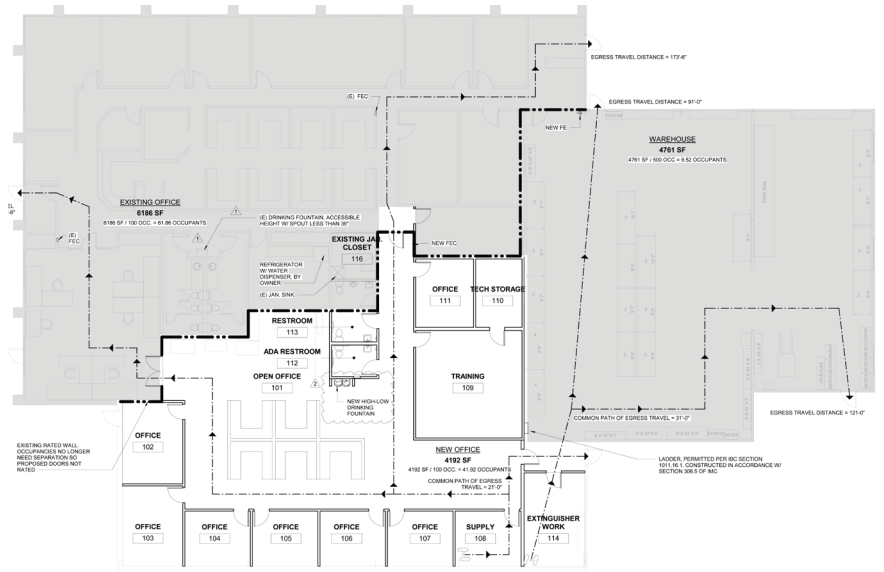 EGRESS TRAVEL DISTANCE = 173'-6"
(E) FEC
EGRESS TRAVEL DISTANCE = 91'-0"
NEW FE
WAREHOUSE
4761 SF
4761 SF / 500 OCC. = 9.52 OCCUPANTS
EXISTING OFFICE
6186 SF
6186 SF / 100 OCC. = 61.86 OCCUPANTS
EL
-6"
(E)
FEC
1
1
(E) DRINKING FOUNTAIN, ACCESSIBLE
HEIGHT W/ SPOUT LESS THAN 36"
EXISTING JAN.
CLOSET
116
NEW FEC
REFRIGERATOR
W/ WATER
DISPENSER, BY
OWNER
(E) JAN. SINK
OFFICE
111
TECH STORAGE
110
RESTROOM
113
ADA RESTROOM
112
OPEN OFFICE
101
2
TRAINING
109
NEW HIGH-LOW
DRINKING
FOUNTAIN
COMMON PATH OF EGRESS TRAVEL = 31'-0"
EGRESS TRAVEL DISTANCE = 121-0"
EXISTING RATED WALL.
OCCUPANCIES NO LONGER
NEED SEPARATION SO
PROPOSED DOORS NOT
RATED
OFFICE
102
NEW OFFICE
4192 SF
4192 SF / 100 OCC. = 41.92 OCCUPANTS
COMMON PATH OF EGRESS
TRAVEL = 21'-0"
LADDER, PERMITTED PER IBC SECTION
1011.16.1, CONSTRUCTED IN ACCORDANCE W/
SECTION 306.5 OF IMC
OFFICE
103
OFFICE
104
OFFICE
105
OFFICE
106
OFFICE
107
SUPPLY
108
EXTINGUISHER
WORK
114